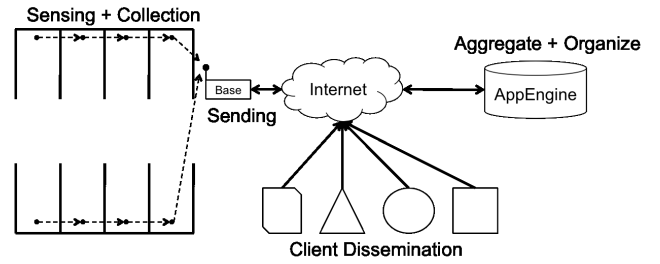 Sensing + Collection
Aggregate + Organize
Internet
Base
AppEngine
Sending
Client Dissemination